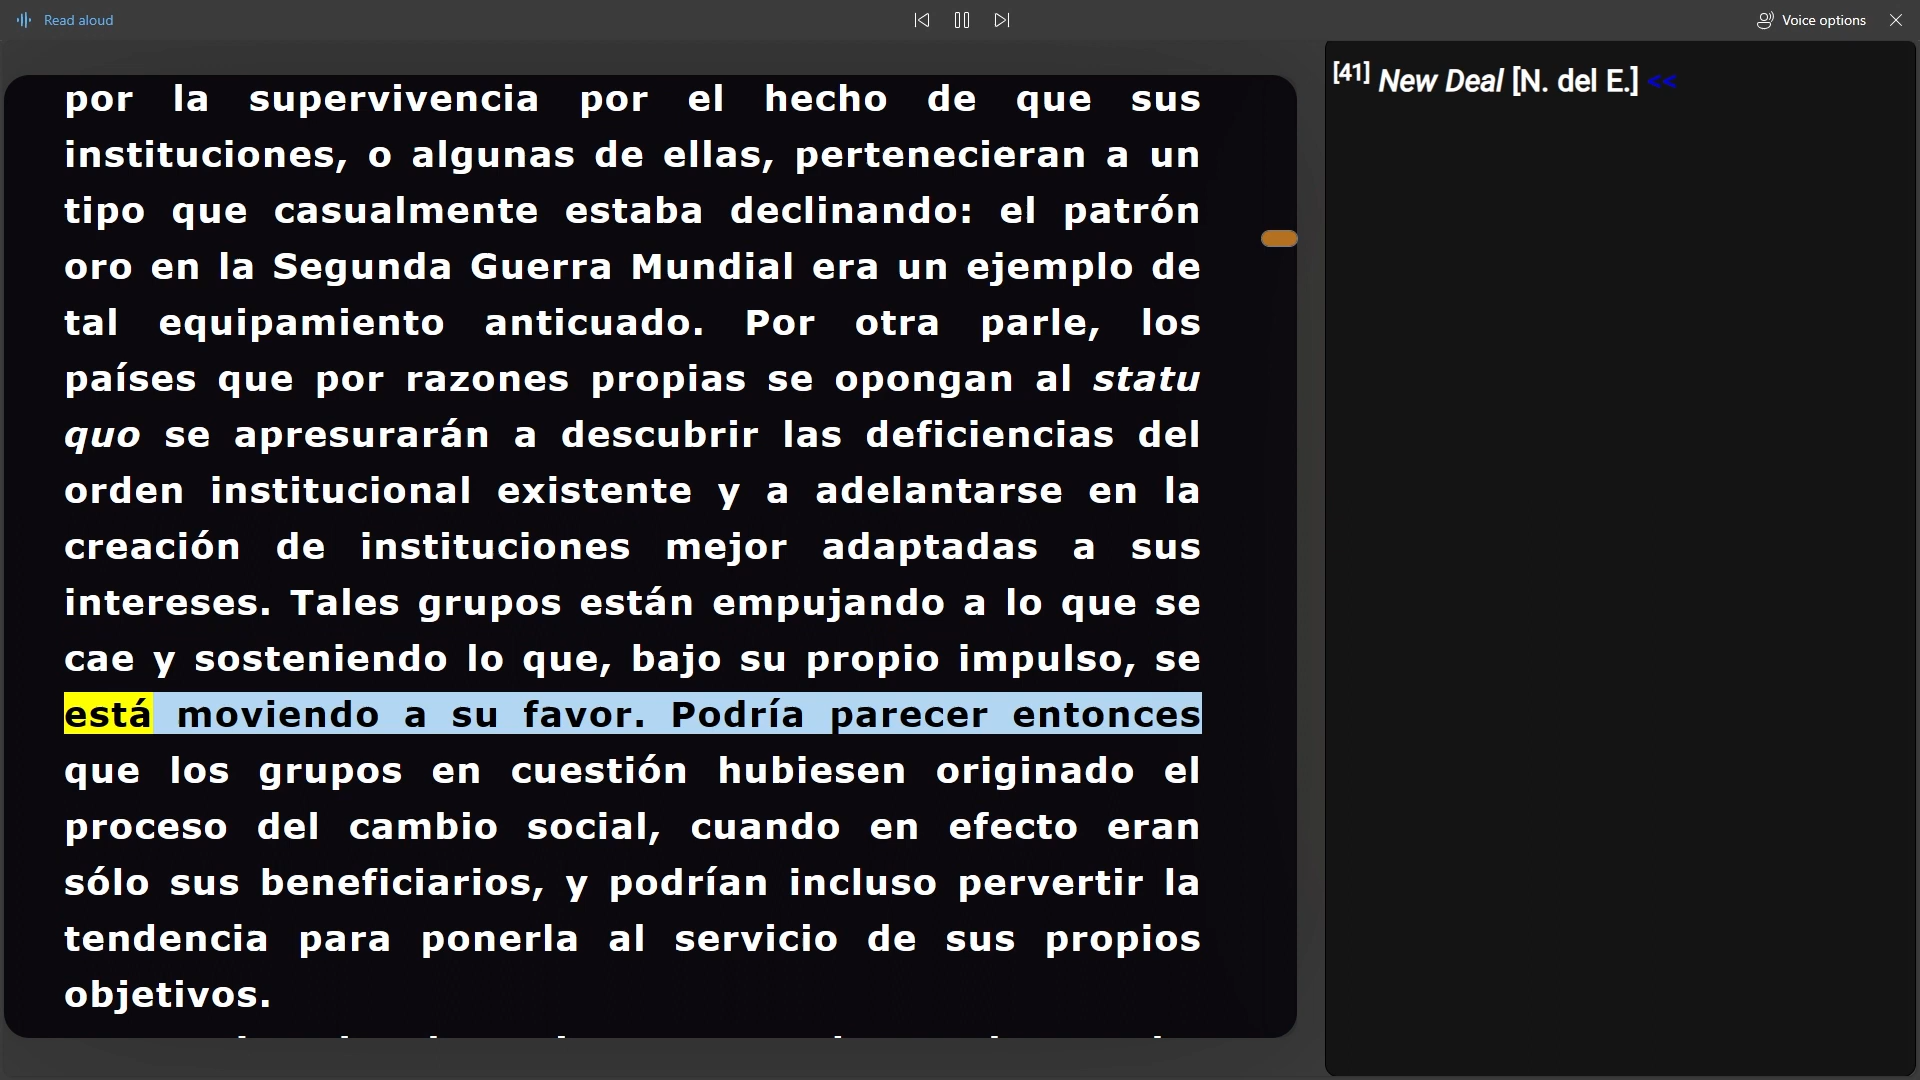 Read aloud
Voice options
por la supervivencia por el hecho de que sus
instituciones, o algunas de ellas, pertenecieran a un
tipo que casualmente estaba declinando: el patrón
oro en la Segunda Guerra Mundial era un ejemplo de
tal equipamiento anticuado. Por otra parle, los
países que por razones propias se opongan al statu
quo se apresurarán a descubrir las deficiencias del
orden institucional existente y a adelantarse en la
creación de instituciones mejor adaptadas a sus
intereses. Tales grupos están empujando a lo que se
cae y sosteniendo lo que, bajo su propio impulso, se
está moviendo a su favor. Podría parecer entonces
que los grupos en cuestión hubiesen originado el
proceso del cambio social, cuando en efecto eran
sólo sus beneficiarios, y podrían incluso pervertir la
tendencia para ponerla al servicio de sus propios
objetivos.
[41] New Deal [N. del E.] <<